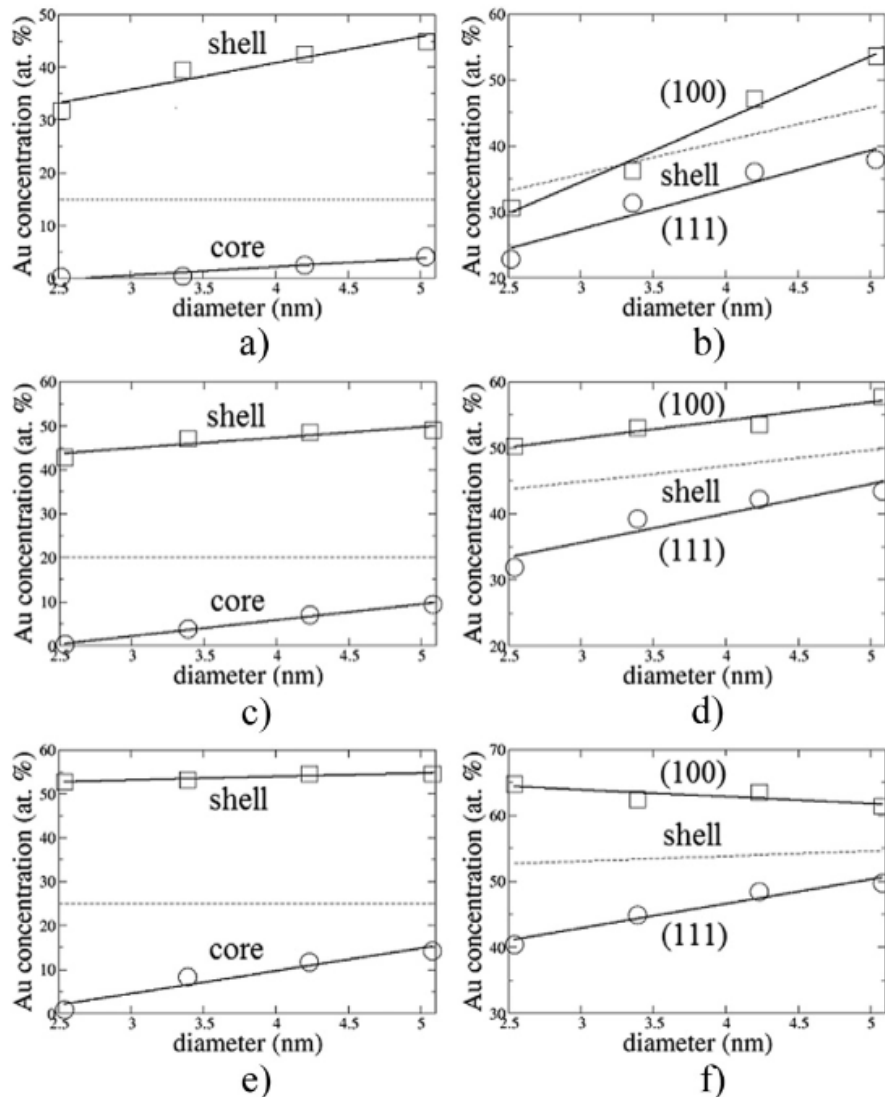 50
40
30
20
10
0
2.5 3 3.5 4 4.5 5
Au concentration (at. %)
shell
core
diameter (nm)
a)
60
50
40
30
20
2.5 3 3.5 4 4.5 5
Au concentration (at. %)
(100)
shell
(111)
diameter (nm)
b)
60
50
40
30
20
10
0
2.5 3 3.5 4 4.5 5
Au concentration (at. %)
shell
core
diameter (nm)
c)
60
50
40
30
20
2.5 3 3.5 4 4.5 5
Au concentration (at. %)
(100)
shell
(111)
diameter (nm)
d)
60
50
40
30
20
10
0
2.5 3 3.5 4 4.5 5
Au concentration (at. %)
shell
core
diameter (nm)
e)
70
60
50
40
30
2.5 3 3.5 4 4.5 5
Au concentration (at. %)
(100)
shell
(111)
diameter (nm)
f)